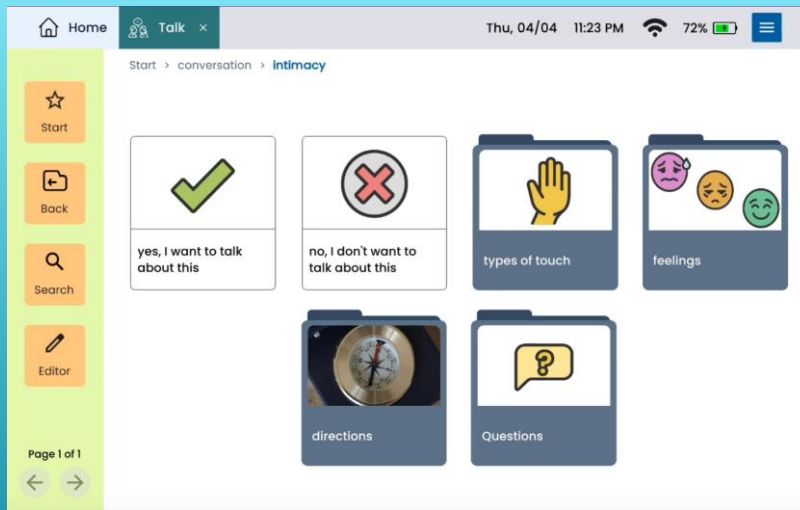 Home
Talk ×
Thu, 04/04 11:23 PM 72%
Start > conversation > intimacy
Start
Back
Search
Editor
Page 1 of 1
yes, I want to talk
about this
no, I don't want to
talk about this
types of touch
feelings
directions
?
Questions